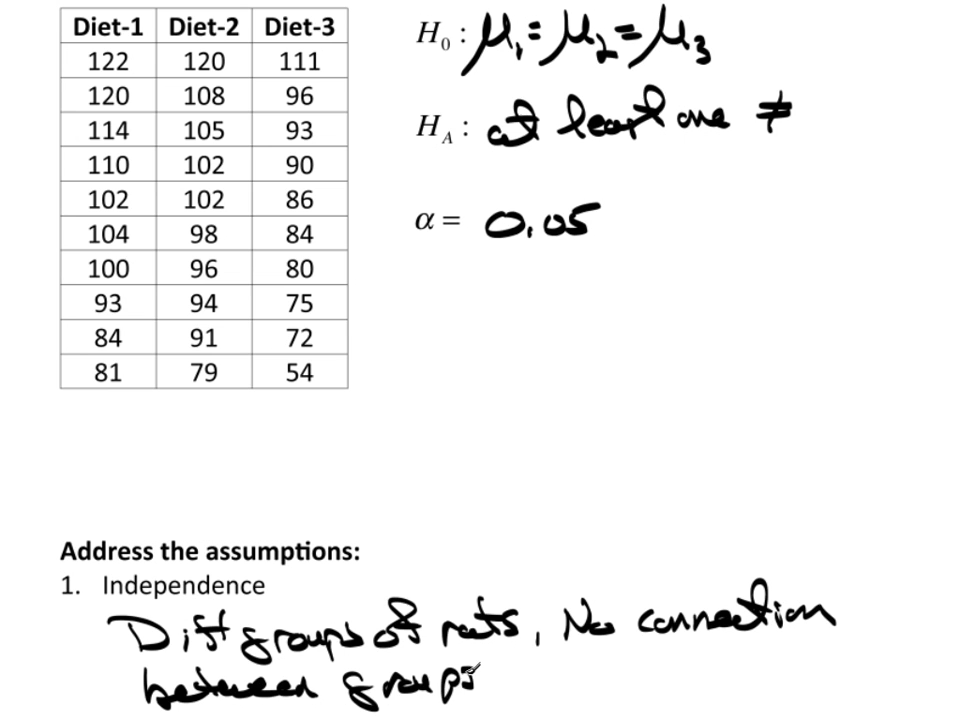 Diet-1 Diet-2 Diet-3
122 120 111
120 108 96
114 105 93
110 102 90
102 102 86
104 98 84
100 96 80
93 94 75
84 91 72
81 79 54
H₀ : μ₁ = μ₂ = μ₃
H_A : at least one ≠
α = 0.05
Address the assumptions:
1. Independence
Diff groups of rats, No connection
between groups